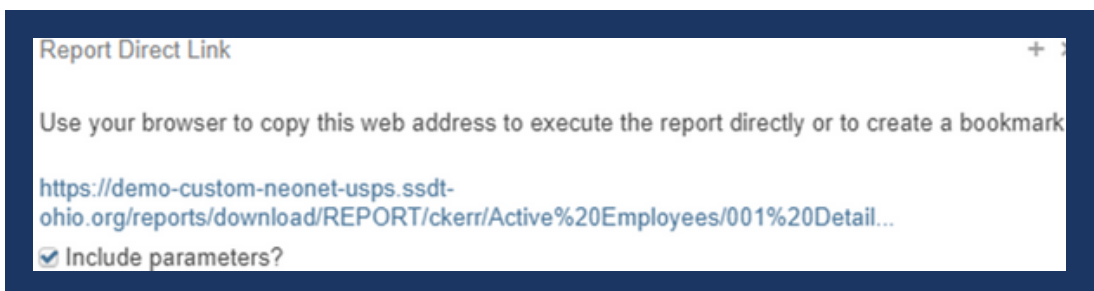 Report Direct Link +
Use your browser to copy this web address to execute the report directly or to create a bookmark
https://demo-custom-neonet-usps.ssdt-
ohio.org/reports/download/REPORT/ckerr/Active%20Employees/001%20Detail...
Include parameters?